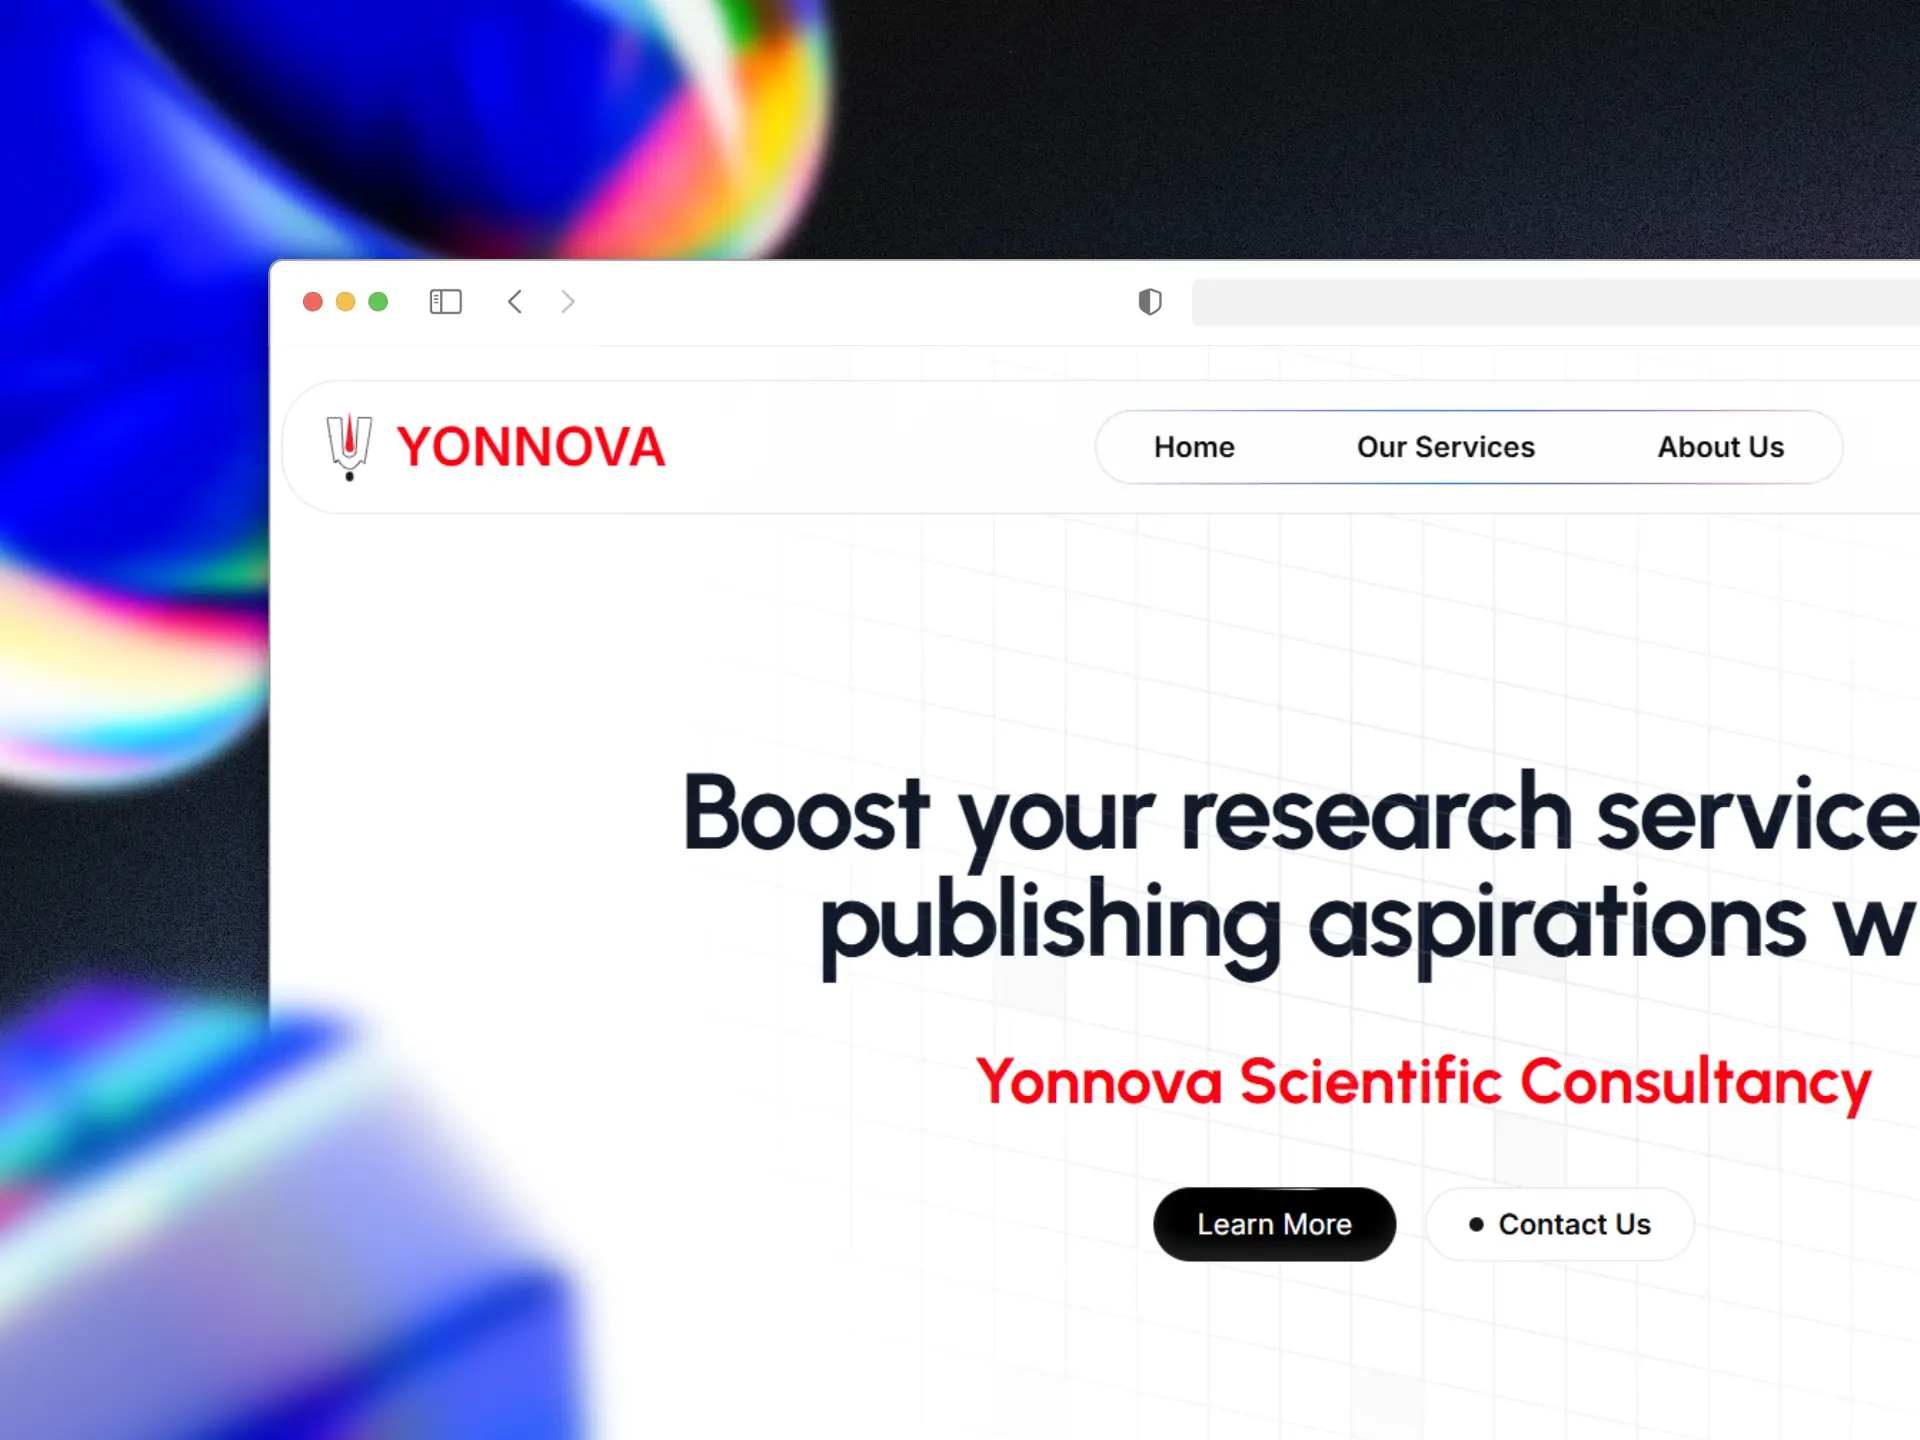 YONNOVA
Home
Our Services
About Us
Boost your research service
publishing aspirations w
Yonnova Scientific Consultancy
Learn More
Contact Us